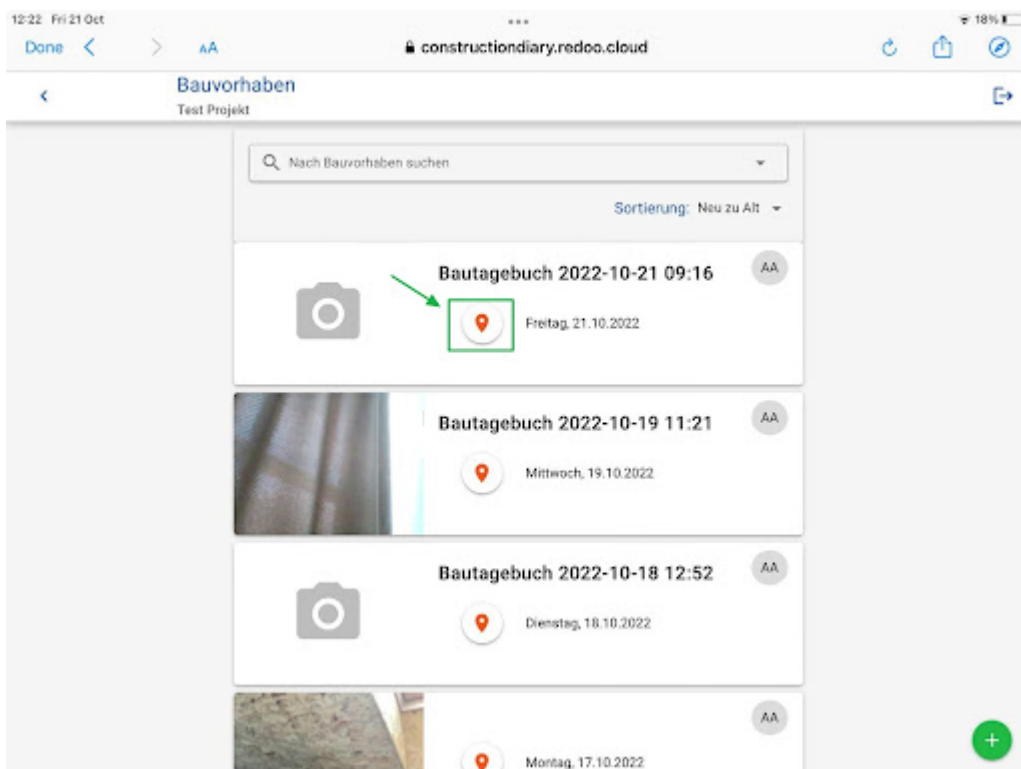 12:22 Fri 21 Oct
18%
Done
AA
constructiondiary.redoo.cloud
Bauvorhaben
Test Projekt
Nach Bauvorhaben suchen
Sortierung: Neu zu Alt
Bautagebuch 2022-10-21 09:16
AA
Freitag, 21.10.2022
Bautagebuch 2022-10-19 11:21
AA
Mittwoch, 19.10.2022
Bautagebuch 2022-10-18 12:52
AA
Dienstag, 18.10.2022
AA
Montag, 17.10.2022